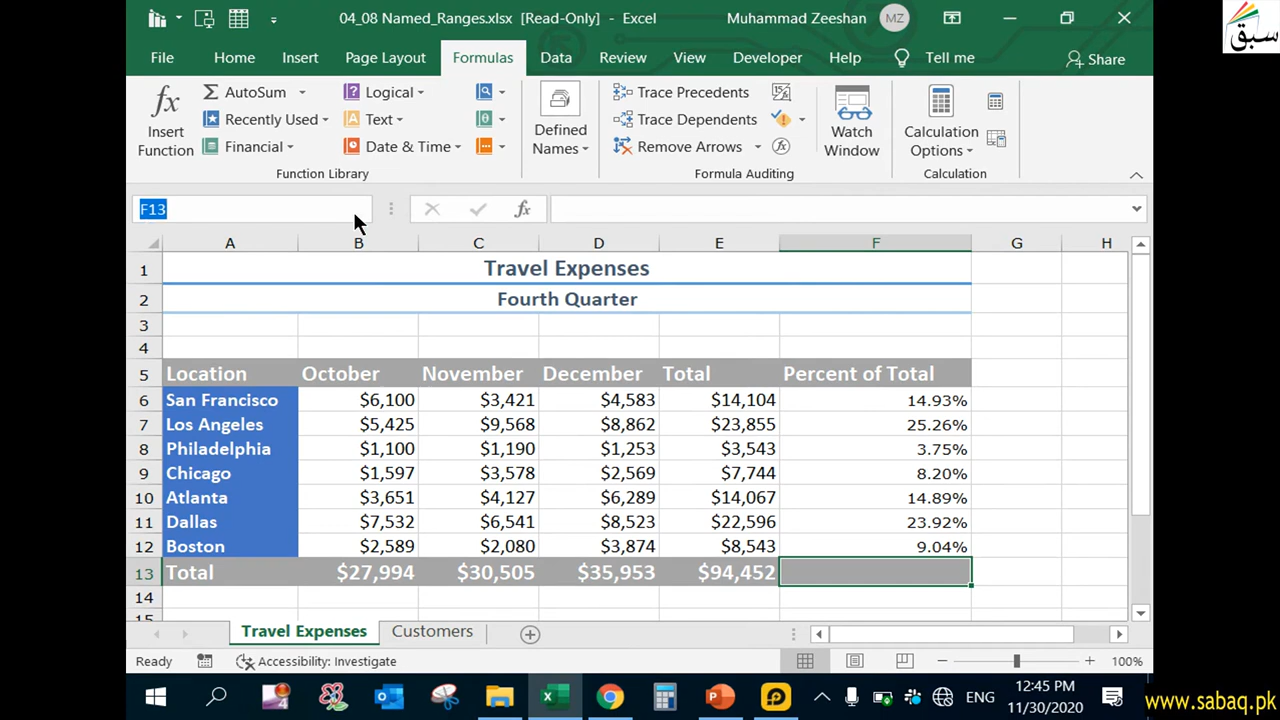 04_08 Named_Ranges.xlsx [Read-Only] - Excel
Muhammad Zeeshan
MZ
سبق
File Home Insert Page Layout Formulas Data Review View Developer Help Tell me Share
fx
Insert Function
AutoSum
Recently Used
Financial
Logical
Text
Date & Time
Function Library
Defined Names
Trace Precedents
Trace Dependents
Remove Arrows
Formula Auditing
Watch Window
Calculation Options
Calculation
F13
fx
A B C D E F G H
1 Travel Expenses
2 Fourth Quarter
3
4
5 Location October November December Total Percent of Total
6 San Francisco $6,100 $3,421 $4,583 $14,104 14.93%
7 Los Angeles $5,425 $9,568 $8,862 $23,855 25.26%
8 Philadelphia $1,100 $1,190 $1,253 $3,543 3.75%
9 Chicago $1,597 $3,578 $2,569 $7,744 8.20%
10 Atlanta $3,651 $4,127 $6,289 $14,067 14.89%
11 Dallas $7,532 $6,541 $8,523 $22,596 23.92%
12 Boston $2,589 $2,080 $3,874 $8,543 9.04%
13 Total $27,994 $30,505 $35,953 $94,452
14
15
Travel Expenses Customers
Ready Accessibility: Investigate 100%
ENG
12:45 PM
11/30/2020
www.sabaq.pk